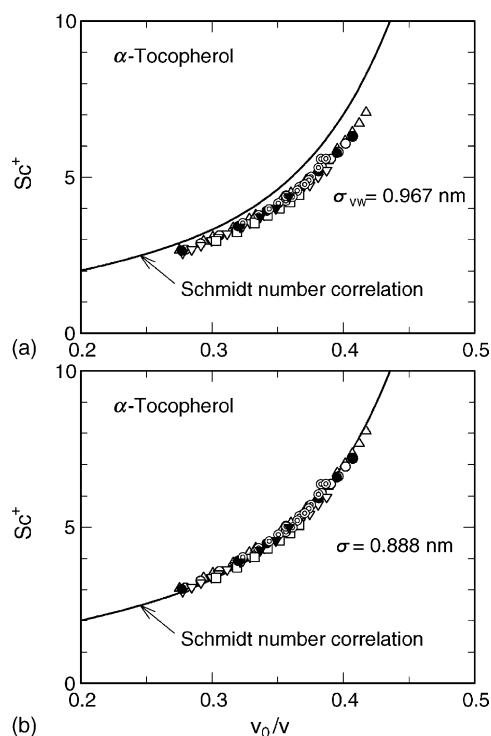 10
α-Tocopherol
Sc⁺
5
σvw= 0.967 nm
Schmidt number correlation
0
(a)
0.2 0.3 0.4 0.5
10
α-Tocopherol
Sc⁺
5
σ = 0.888 nm
Schmidt number correlation
0
0.2 0.3 0.4 0.5
(b)
v₀/v